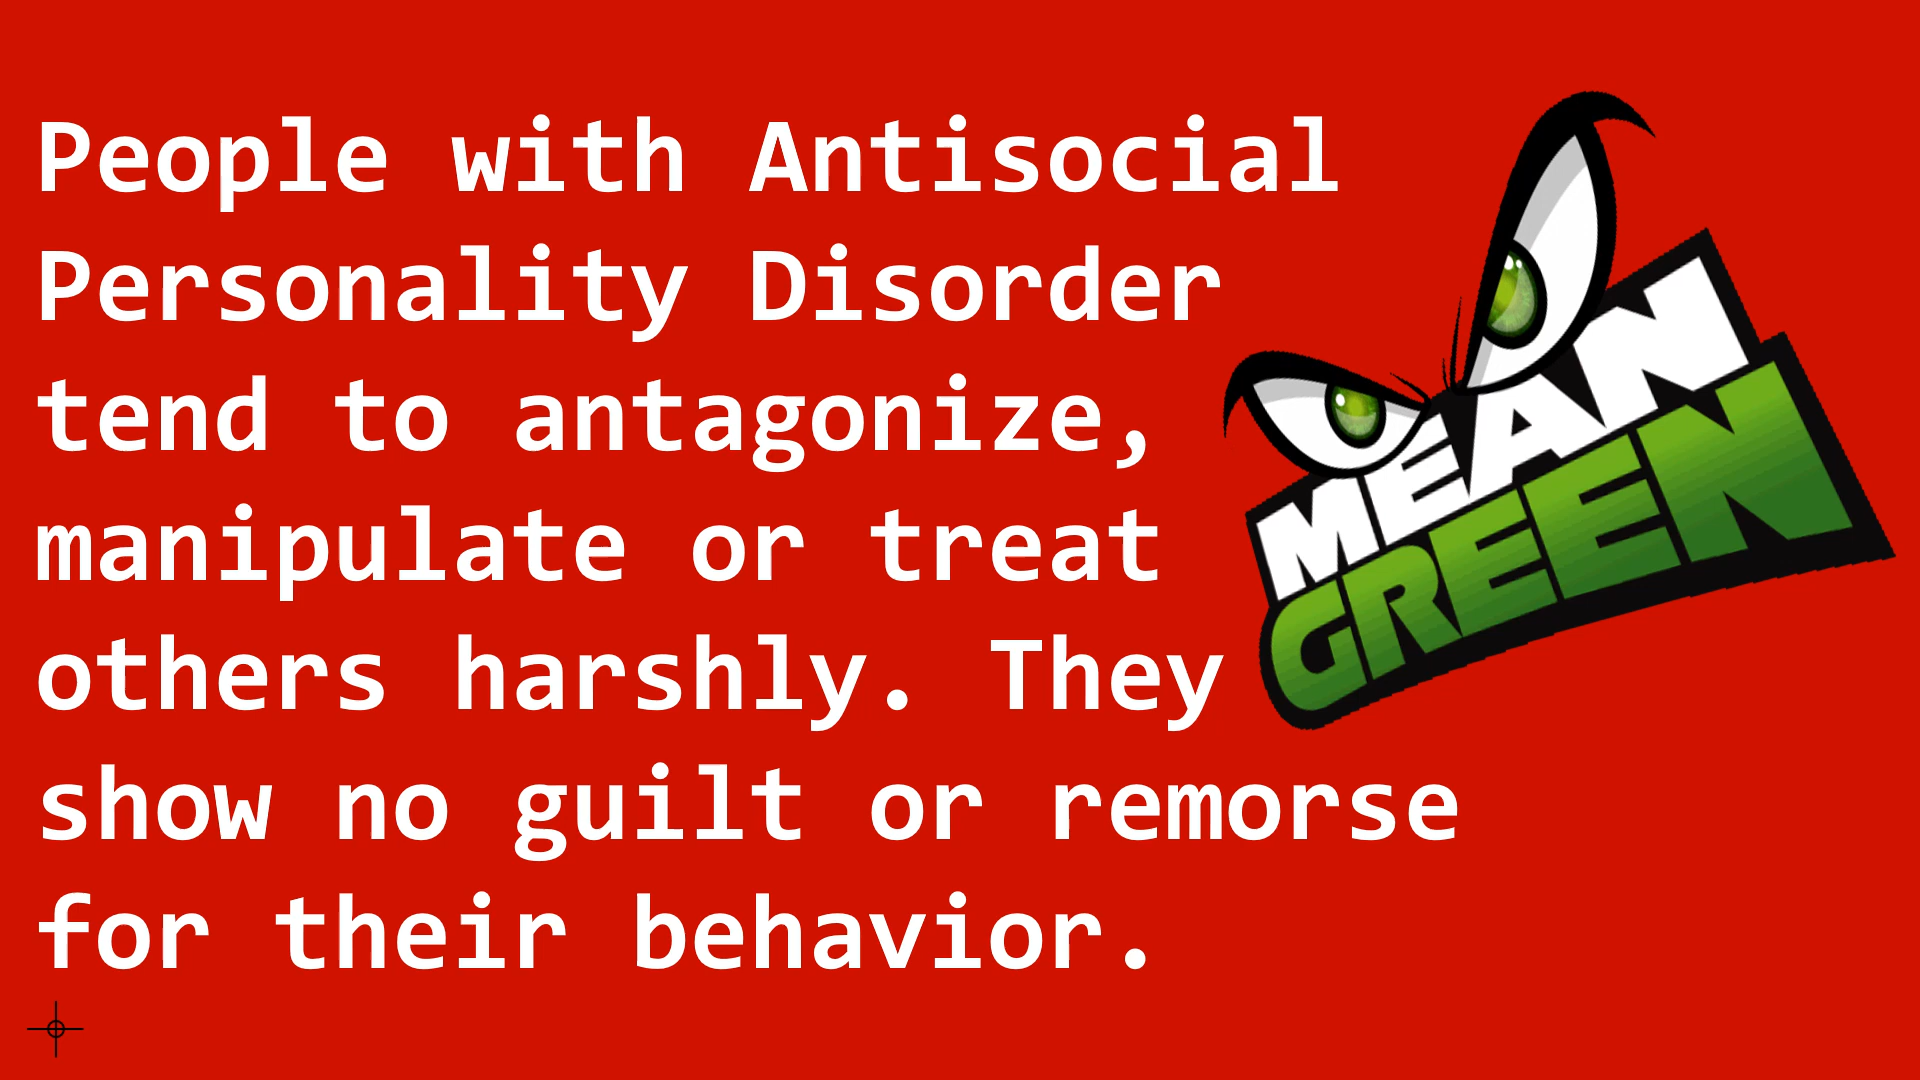 People with Antisocial
Personality Disorder
tend to antagonize,
manipulate or treat
others harshly. They
show no guilt or remorse
for their behavior.
MEAN
GREEN